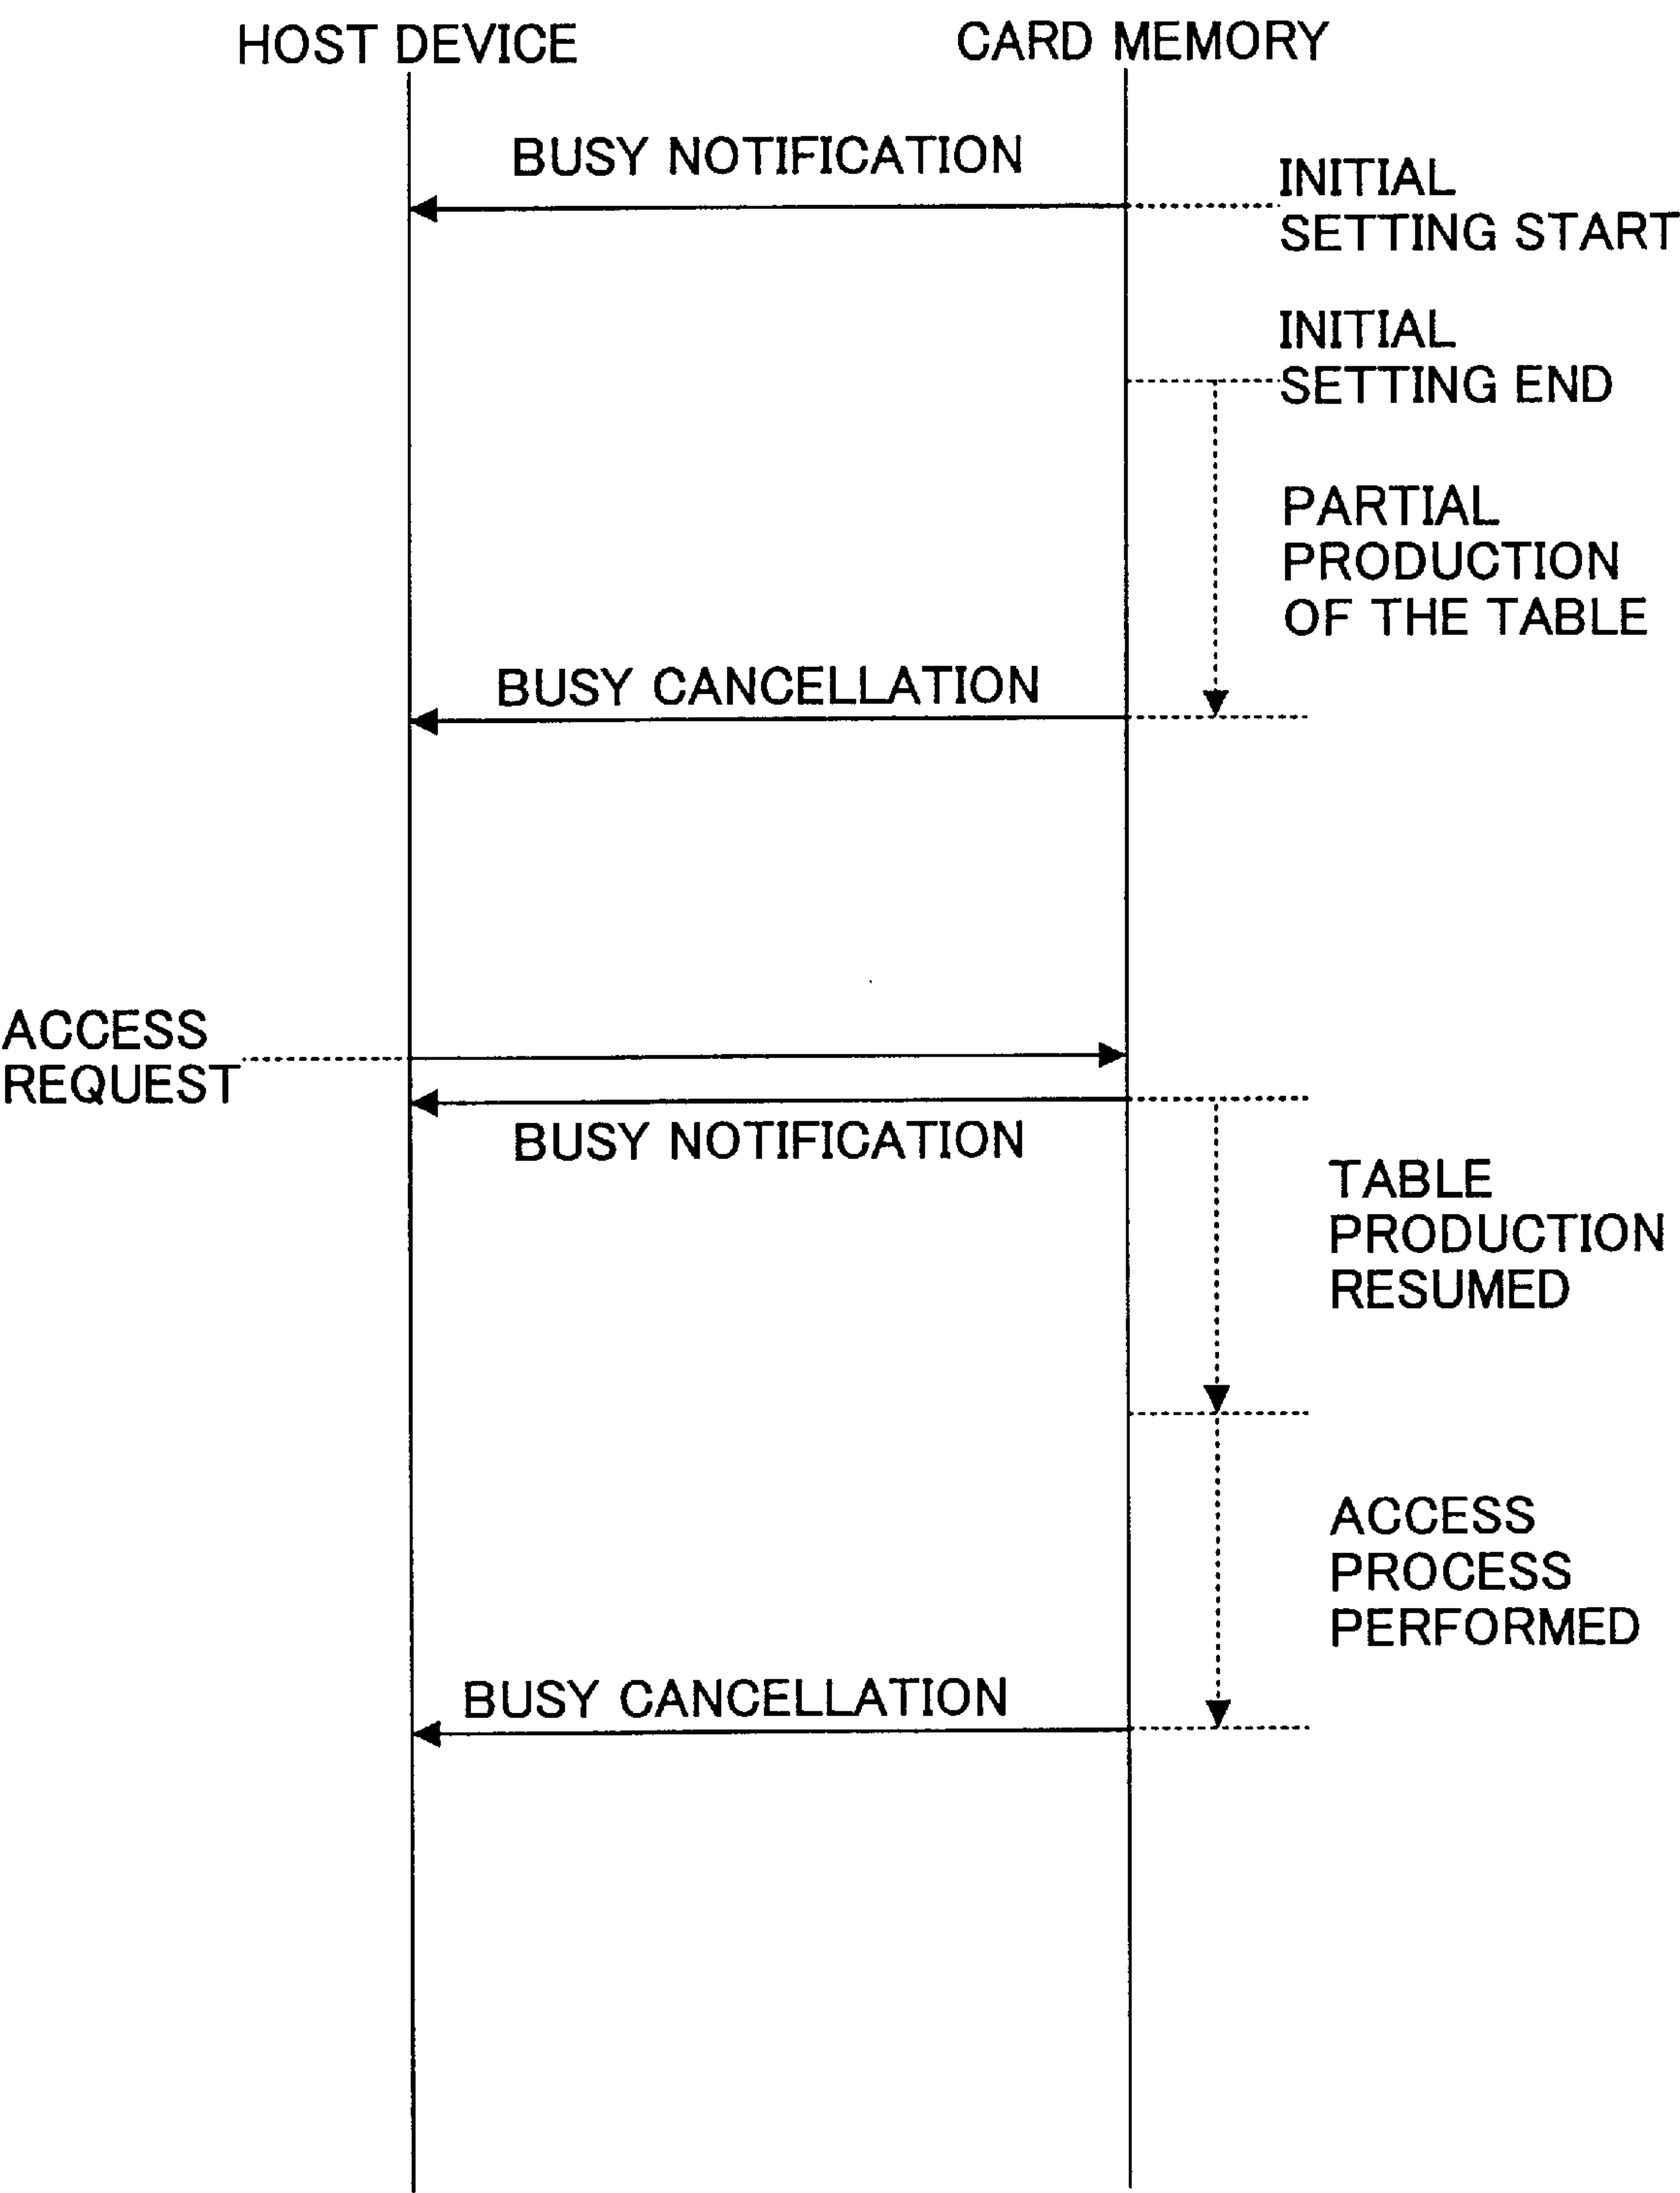 HOST DEVICE
CARD MEMORY
BUSY NOTIFICATION
INITIAL
SETTING START
INITIAL
SETTING END
PARTIAL
PRODUCTION
OF THE TABLE
BUSY CANCELLATION
ACCESS
REQUEST
BUSY NOTIFICATION
TABLE
PRODUCTION
RESUMED
ACCESS
PROCESS
PERFORMED
BUSY CANCELLATION